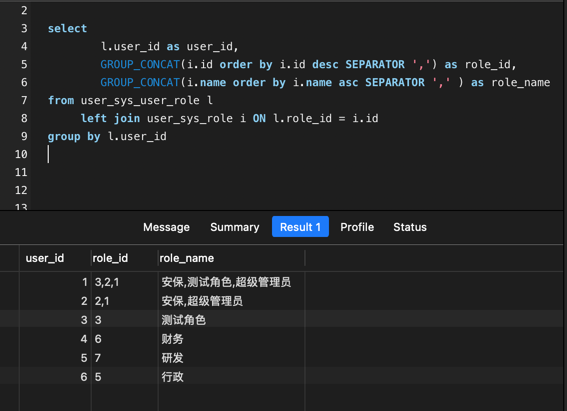 2
3 select
4 l.user_id as user_id,
5 GROUP_CONCAT(i.id order by i.id desc SEPARATOR ',') as role_id,
6 GROUP_CONCAT(i.name order by i.name asc SEPARATOR ',' ) as role_name
7 from user_sys_user_role l
8 left join user_sys_role i ON l.role_id = i.id
9 group by l.user_id
10
11
12
13
Message Summary Result 1 Profile Status
user_id role_id role_name
1 3,2,1 安保,测试角色,超级管理员
2 2,1 安保,超级管理员
3 3 测试角色
4 6 财务
5 7 研发
6 5 行政